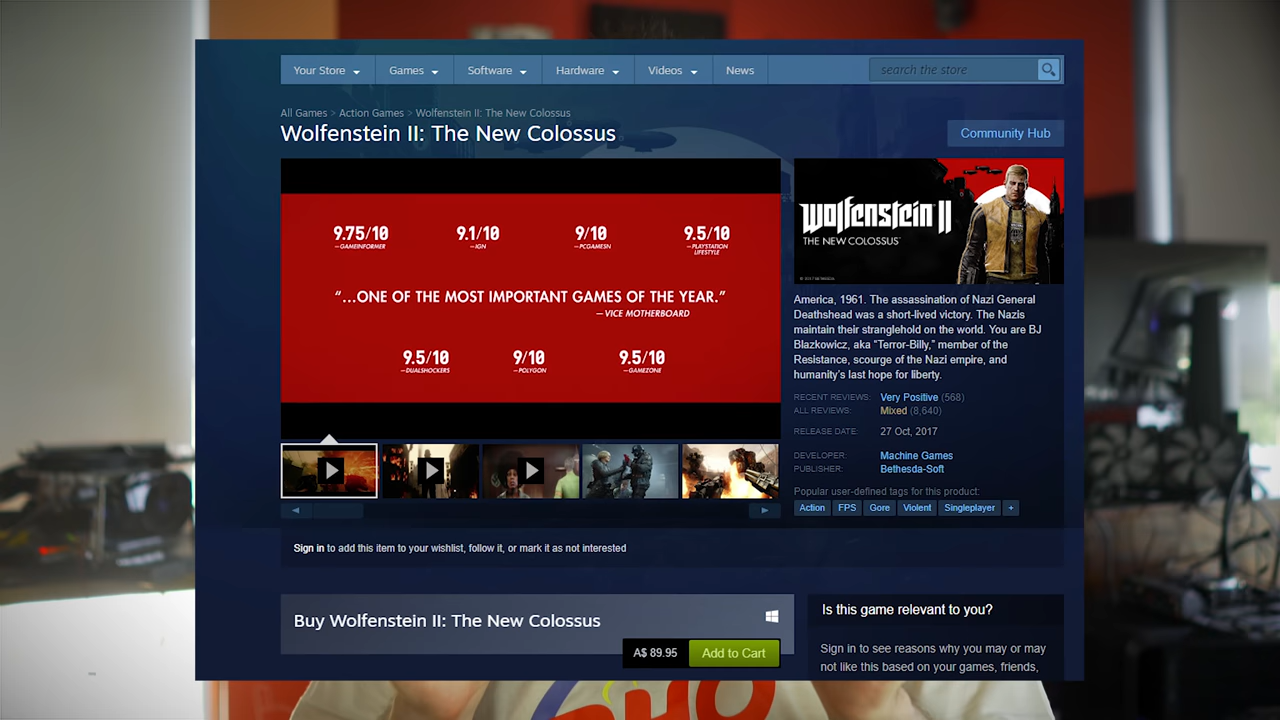 Your Store Games Software Hardware Videos News search the store
All Games > Action Games > Wolfenstein II: The New Colossus
Wolfenstein II: The New Colossus
Community Hub
9.75/10 9.1/10 9/10 9.5/10
—GAMEINFORMER —IGN —PCGAMESN —PLAYSTATION
LIFESTYLE
“...ONE OF THE MOST IMPORTANT GAMES OF THE YEAR.”
—VICE MOTHERBOARD
9.5/10 9/10 9.5/10
—DUALSHOCKERS —POLYGON —GAMEZONE
Wolfenstein II
THE NEW COLOSSUS
America, 1961. The assassination of Nazi General
Deathshead was a short-lived victory. The Nazis
maintain their stranglehold on the world. You are BJ
Blazkowicz, aka “Terror-Billy,” member of the
Resistance, scourge of the Nazi empire, and
humanity’s last hope for liberty.
RECENT REVIEWS: Very Positive (568)
ALL REVIEWS: Mixed (8,640)
RELEASE DATE: 27 Oct, 2017
DEVELOPER: Machine Games
PUBLISHER: Bethesda-Soft
Popular user-defined tags for this product:
Action FPS Gore Violent Singleplayer +
Sign in to add this item to your wishlist, follow it, or mark it as not interested
Buy Wolfenstein II: The New Colossus
A$ 89.95 Add to Cart
Is this game relevant to you?
Sign in to see reasons why you may or may
not like this based on your games, friends,